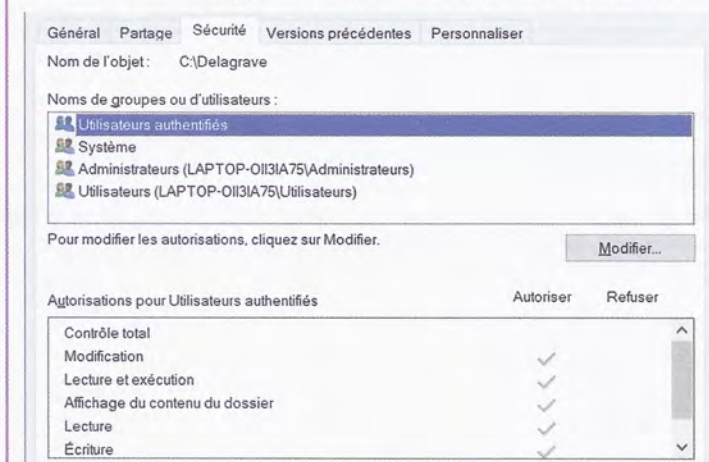 Général Partage Sécurité Versions précédentes Personnaliser
Nom de l'objet : C:\Delagrave
Noms de groupes ou d'utilisateurs :
Utilisateurs authentifiés
Système
Administrateurs (LAPTOP-OII3IA75\Administrateurs)
Utilisateurs (LAPTOP-OII3IA75\Utilisateurs)
Pour modifier les autorisations, cliquez sur Modifier.
Modifier...
Autorisations pour Utilisateurs authentifiés Autoriser Refuser
Contrôle total
Modification
Lecture et exécution
Affichage du contenu du dossier
Lecture
Écriture